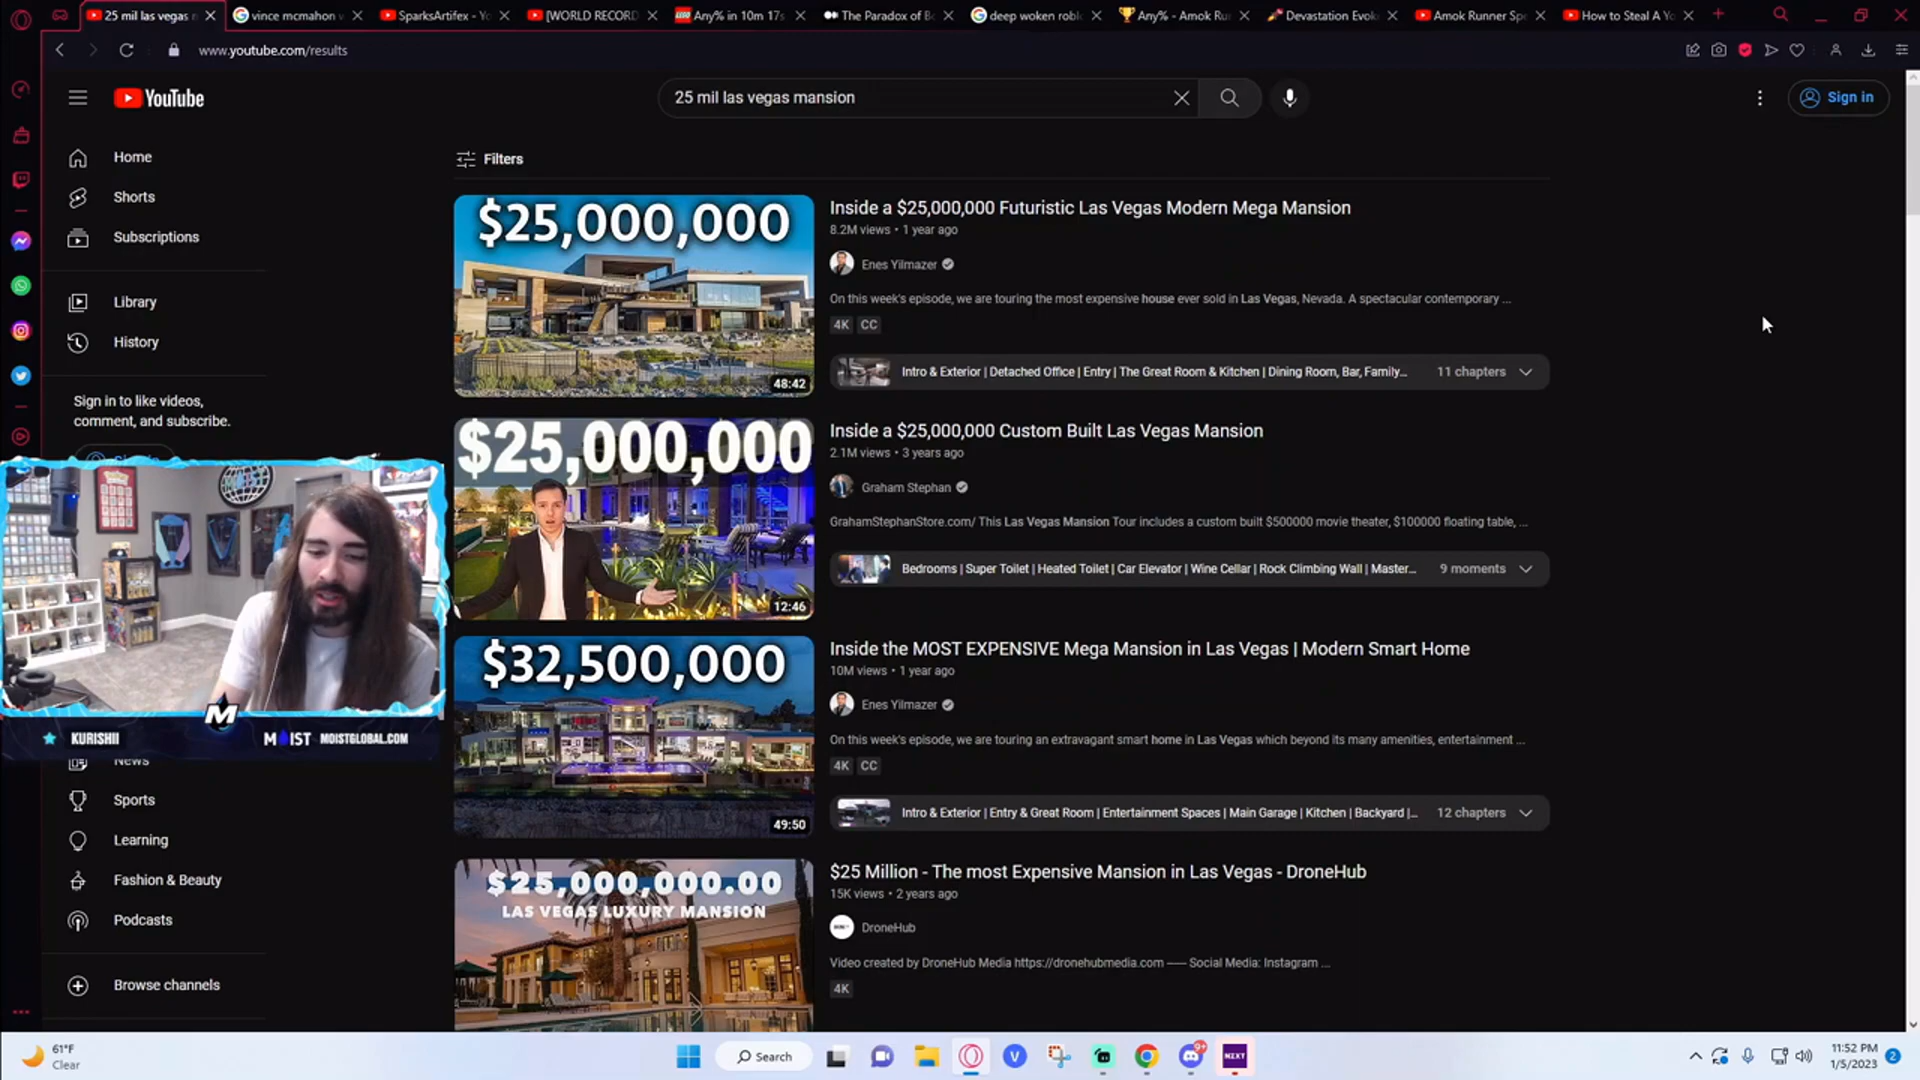 25 mil las vegas m
vince mcmahon w
SparksArtifex - Yo
[WORLD RECORD
Any% in 10m 17s
The Paradox of B
deep woken robl
Any% - Amok Ru
Devastation Evok
Amok Runner Sp
How to Steal A Yo
www.youtube.com/results
YouTube
25 mil las vegas mansion
Sign in
Home
Shorts
Subscriptions
Library
History
Sign in to like videos,
comment, and subscribe.
News
Sports
Learning
Fashion & Beauty
Podcasts
Browse channels
Filters
$25,000,000
48:42
Inside a $25,000,000 Futuristic Las Vegas Modern Mega Mansion
8.2M views • 1 year ago
Enes Yilmazer
On this week's episode, we are touring the most expensive house ever sold in Las Vegas, Nevada. A spectacular contemporary ...
4K CC
Intro & Exterior | Detached Office | Entry | The Great Room & Kitchen | Dining Room, Bar, Family...
11 chapters
$25,000,000
12:46
Inside a $25,000,000 Custom Built Las Vegas Mansion
2.1M views • 3 years ago
Graham Stephan
GrahamStephanStore.com/ This Las Vegas Mansion Tour includes a custom built $500000 movie theater, $100000 floating table, ...
Bedrooms | Super Toilet | Heated Toilet | Car Elevator | Wine Cellar | Rock Climbing Wall | Master...
9 moments
$32,500,000
49:50
Inside the MOST EXPENSIVE Mega Mansion in Las Vegas | Modern Smart Home
10M views • 1 year ago
Enes Yilmazer
On this week's episode, we are touring an extravagant smart home in Las Vegas which beyond its many amenities, entertainment ...
4K CC
Intro & Exterior | Entry & Great Room | Entertainment Spaces | Main Garage | Kitchen | Backyard |...
12 chapters
$25,000,000.00
LAS VEGAS LUXURY MANSION
$25 Million - The most Expensive Mansion in Las Vegas - DroneHub
15K views • 2 years ago
DroneHub
Video created by DroneHub Media https://dronehubmedia.com ––– Social Media: Instagram ...
4K
M
KURISHII
MOIST
MOISTGLOBAL.COM
61°F
Clear
Search
V
9+
NEXT
11:52 PM
1/5/2023
2